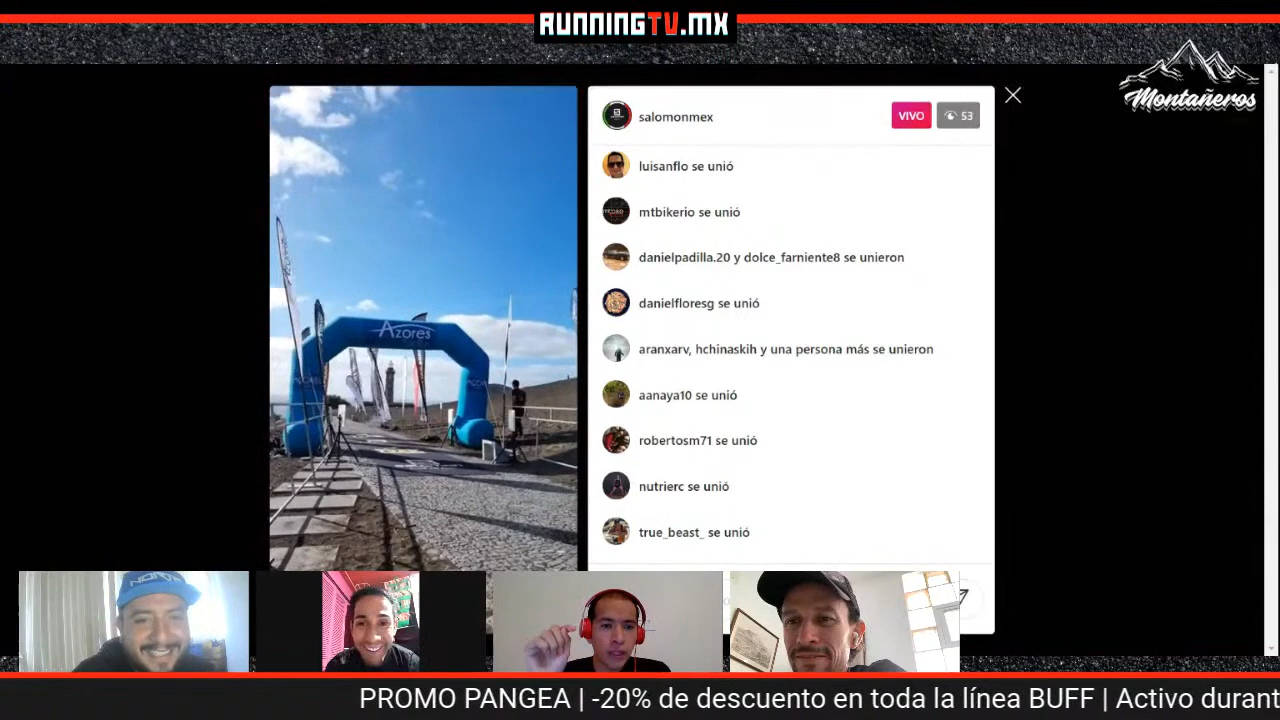 RUNNINGTV.MX
Montañeros
salomonmex
VIVO
53
luisanflo se unió
mtbikerio se unió
danielpadilla.20 y dolce_farniente8 se unieron
danielfloresg se unió
aranxarv, hchinaskih y una persona más se unieron
aanaya10 se unió
robertosm71 se unió
nutrierc se unió
true_beast_ se unió
Azores
PROMO PANGEA | -20% de descuento en toda la línea BUFF | Activo durant